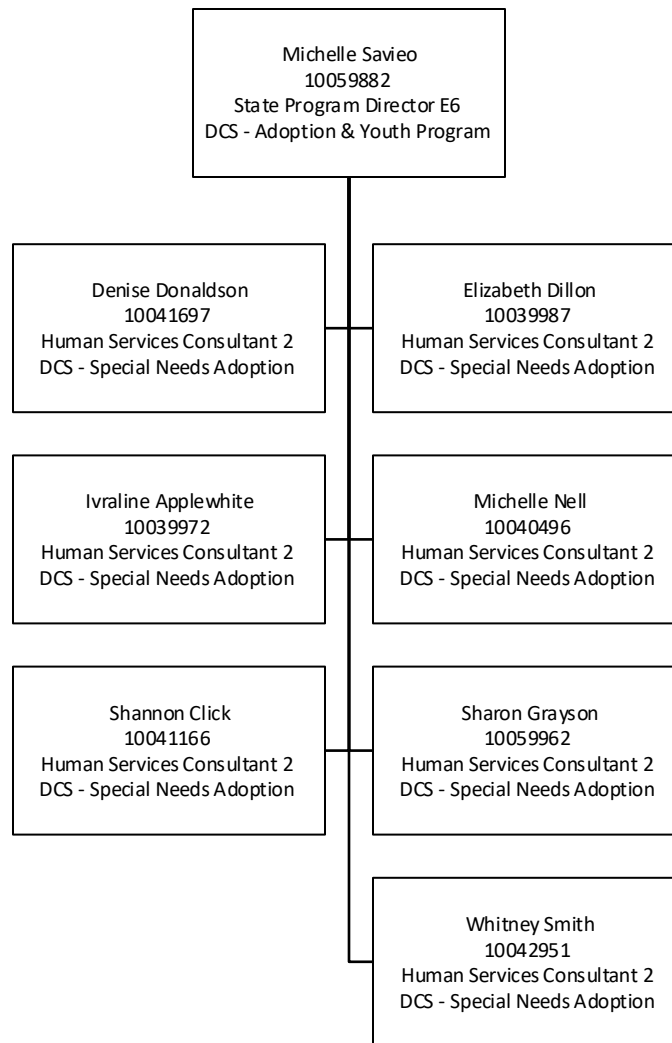 Michelle Savieo
10059882
State Program Director E6
DCS - Adoption & Youth Program
Denise Donaldson
10041697
Human Services Consultant 2
DCS - Special Needs Adoption
Elizabeth Dillon
10039987
Human Services Consultant 2
DCS - Special Needs Adoption
Ivraline Applewhite
10039972
Human Services Consultant 2
DCS - Special Needs Adoption
Michelle Nell
10040496
Human Services Consultant 2
DCS - Special Needs Adoption
Shannon Click
10041166
Human Services Consultant 2
DCS - Special Needs Adoption
Sharon Grayson
10059962
Human Services Consultant 2
DCS - Special Needs Adoption
Whitney Smith
10042951
Human Services Consultant 2
DCS - Special Needs Adoption